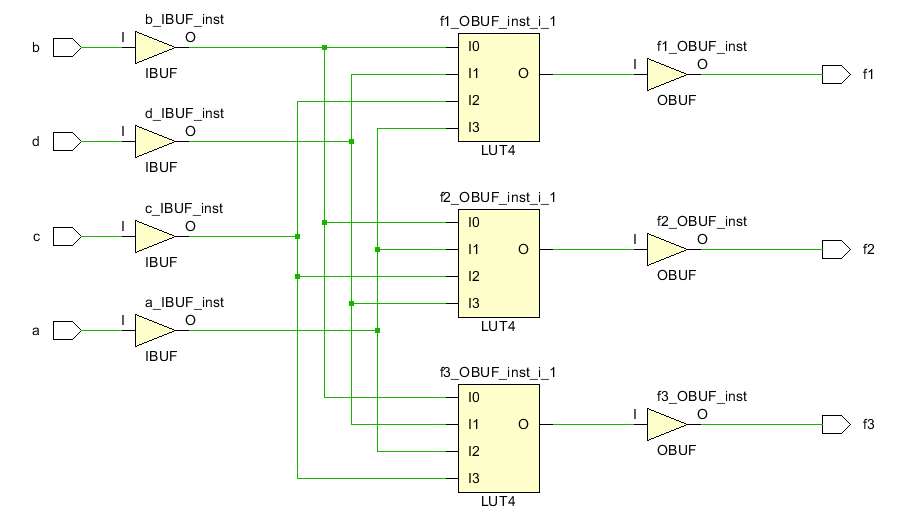 b_IBUF_inst
f1_OBUF_inst_i_1
b
I
O
I0
f1_OBUF_inst
IBUF
I1
O
I
O
f1
I2
OBUF
d_IBUF_inst
I3
d
I
O
LUT4
IBUF
c_IBUF_inst
f2_OBUF_inst_i_1
c
I
O
I0
f2_OBUF_inst
IBUF
I1
O
I
O
f2
I2
OBUF
a_IBUF_inst
I3
a
I
O
LUT4
IBUF
f3_OBUF_inst_i_1
I0
f3_OBUF_inst
I1
O
I
O
f3
I2
OBUF
I3
LUT4